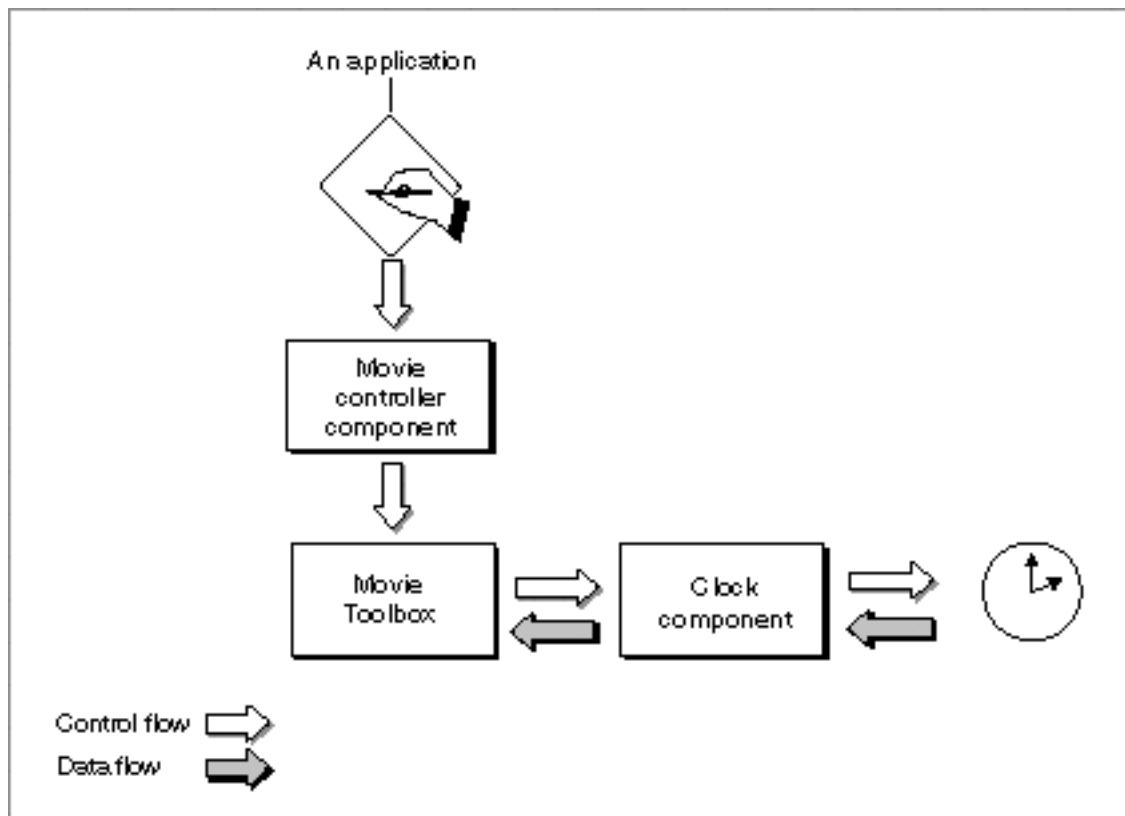 An application
Movie
controller
component
Movie
Toolbox
Clock
component
Control flow
Data flow